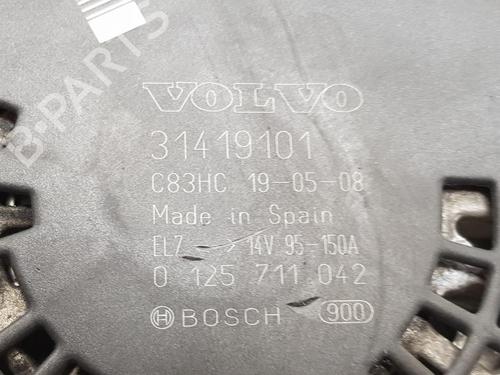 B-PARTS
VOLVO
31419101
C83HC 19-05-08
Made in Spain
EL7 --> 14V 95-150A
0 125 711 042
BOSCH 900